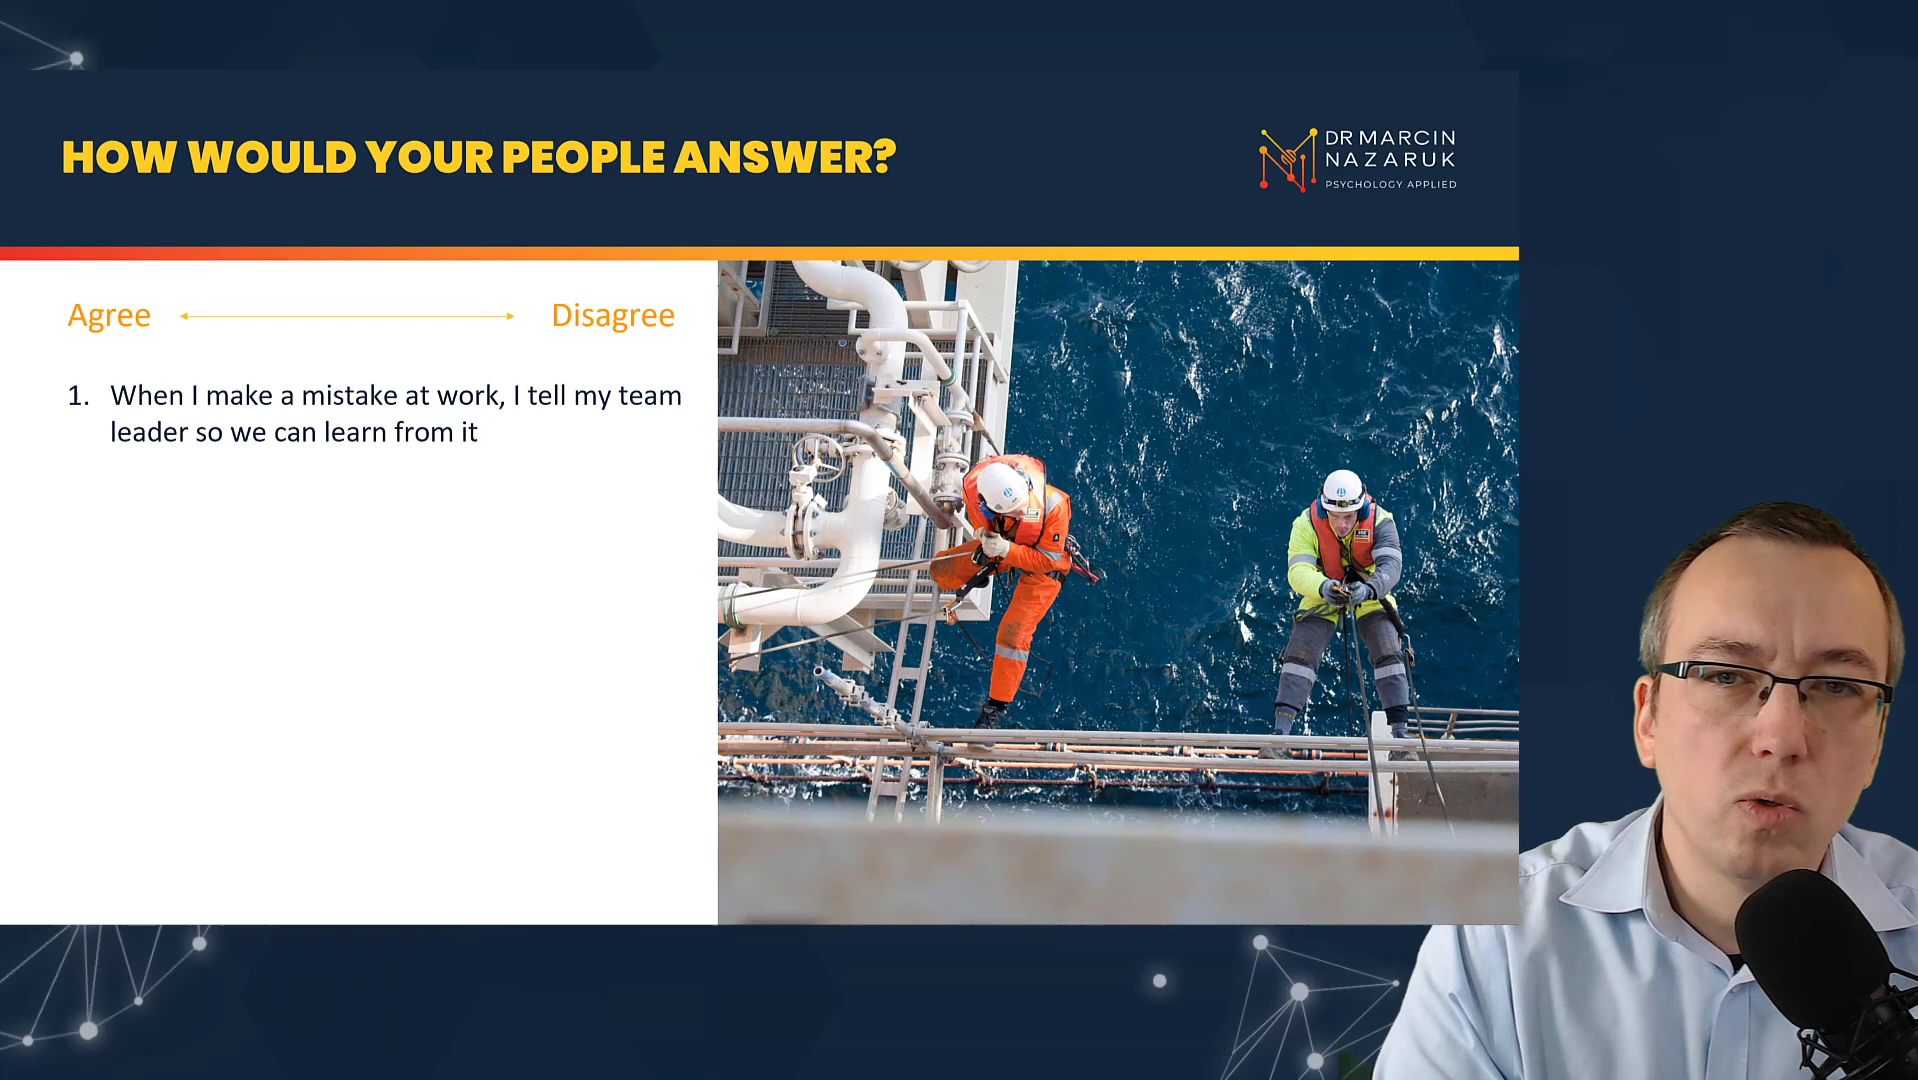 HOW WOULD YOUR PEOPLE ANSWER?
DR MARCIN
NAZARUK
PSYCHOLOGY APPLIED
Agree
Disagree
1. When I make a mistake at work, I tell my team
leader so we can learn from it